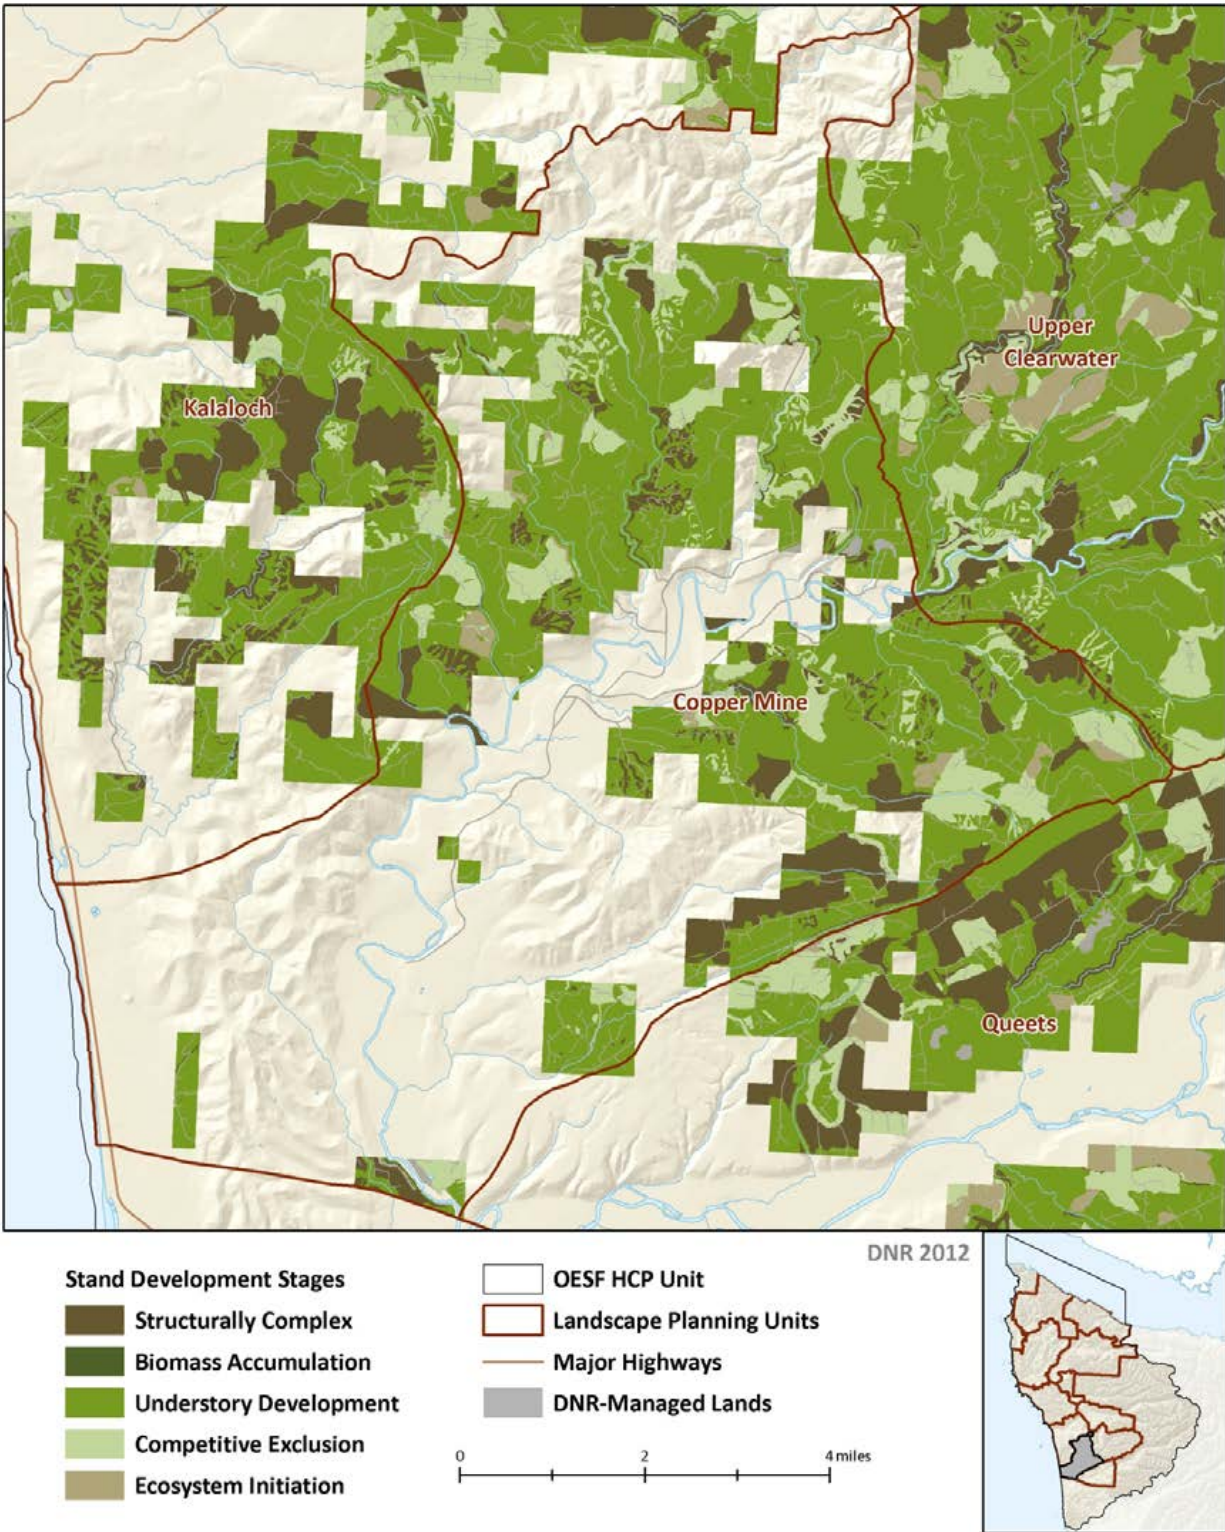 Upper
Clearwater
Kalaloch
Copper Mine
Queets
DNR 2012
Stand Development Stages
Structurally Complex
Biomass Accumulation
Understory Development
Competitive Exclusion
Ecosystem Initiation
OESF HCP Unit
Landscape Planning Units
Major Highways
DNR-Managed Lands
0 2 4 miles